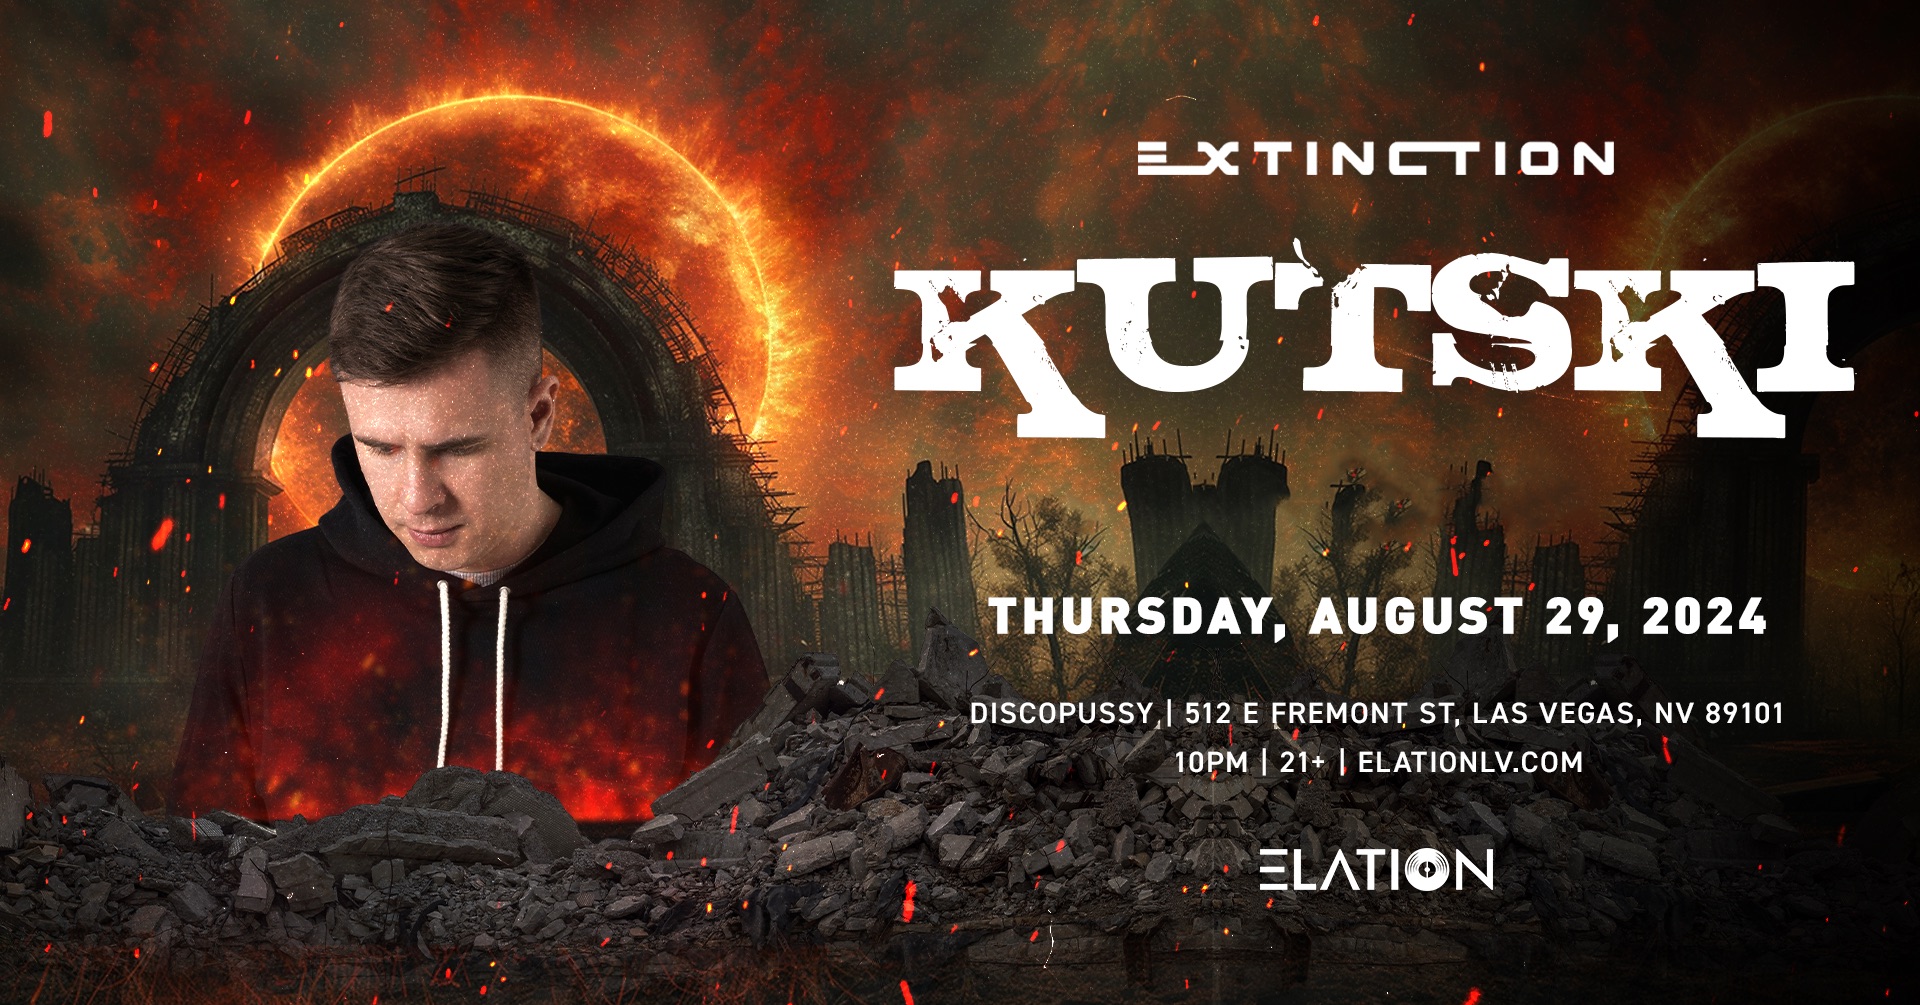 EXTINCTION
KUTSKI
THURSDAY, AUGUST 29, 2024
DISCOPUSSY | 512 E FREMONT ST, LAS VEGAS, NV 89101
10PM | 21+ | ELATIONLV.COM
ELATION